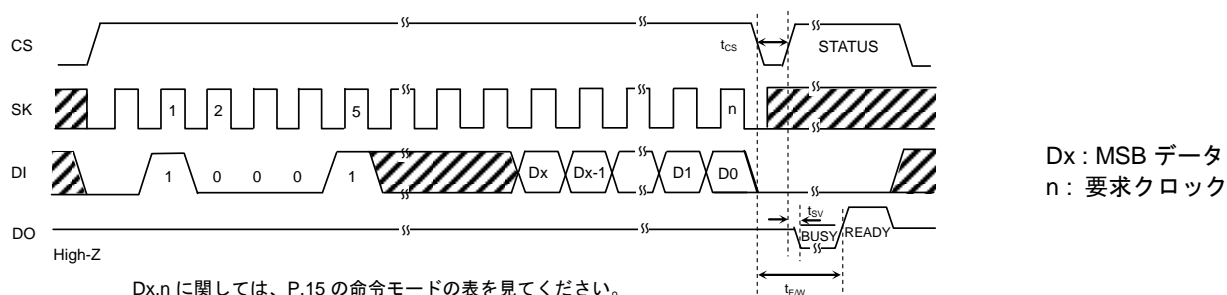 CS
tCS
STATUS
SK
1 2 5 n
DI
1 0 0 0 1 Dx Dx-1 D1 D0
Dx : MSB データ
n : 要求クロック
tSV
DO
BUSY READY
High-Z
Dx,n に関しては、P.15 の命令モードの表を見てください。
tE/W